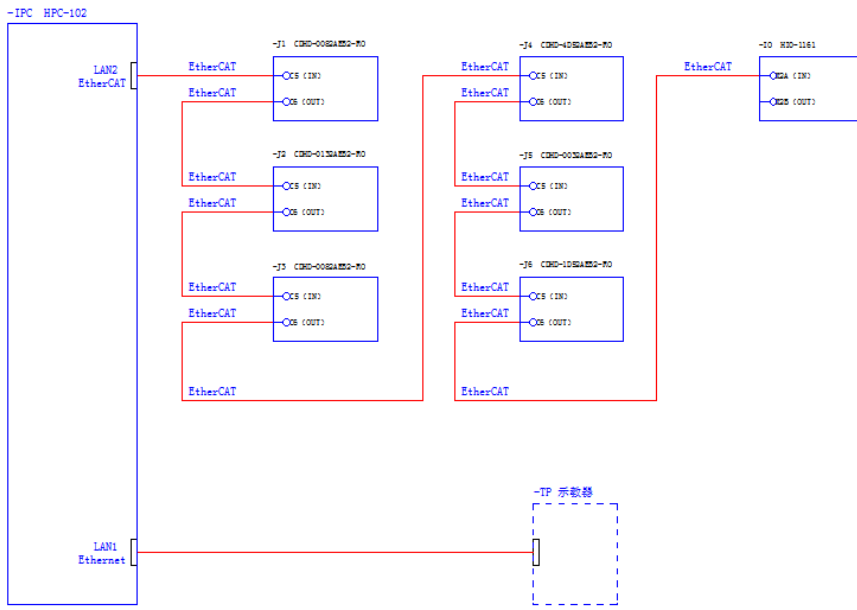 -IPC HPC-102
LAN2
EtherCAT
EtherCAT
-J1
C5 (IN)
EtherCAT
C6 (OUT)
-J2
EtherCAT
C5 (IN)
EtherCAT
C6 (OUT)
-J3
EtherCAT
C5 (IN)
EtherCAT
C6 (OUT)
EtherCAT
-J4
EtherCAT
C5 (IN)
EtherCAT
C6 (OUT)
-J5
EtherCAT
C5 (IN)
EtherCAT
C6 (OUT)
-J6
EtherCAT
C5 (IN)
EtherCAT
C6 (OUT)
EtherCAT
-IO HIO-1161
EtherCAT
(IN)
(OUT)
-TP 示教器
LAN1
Ethernet